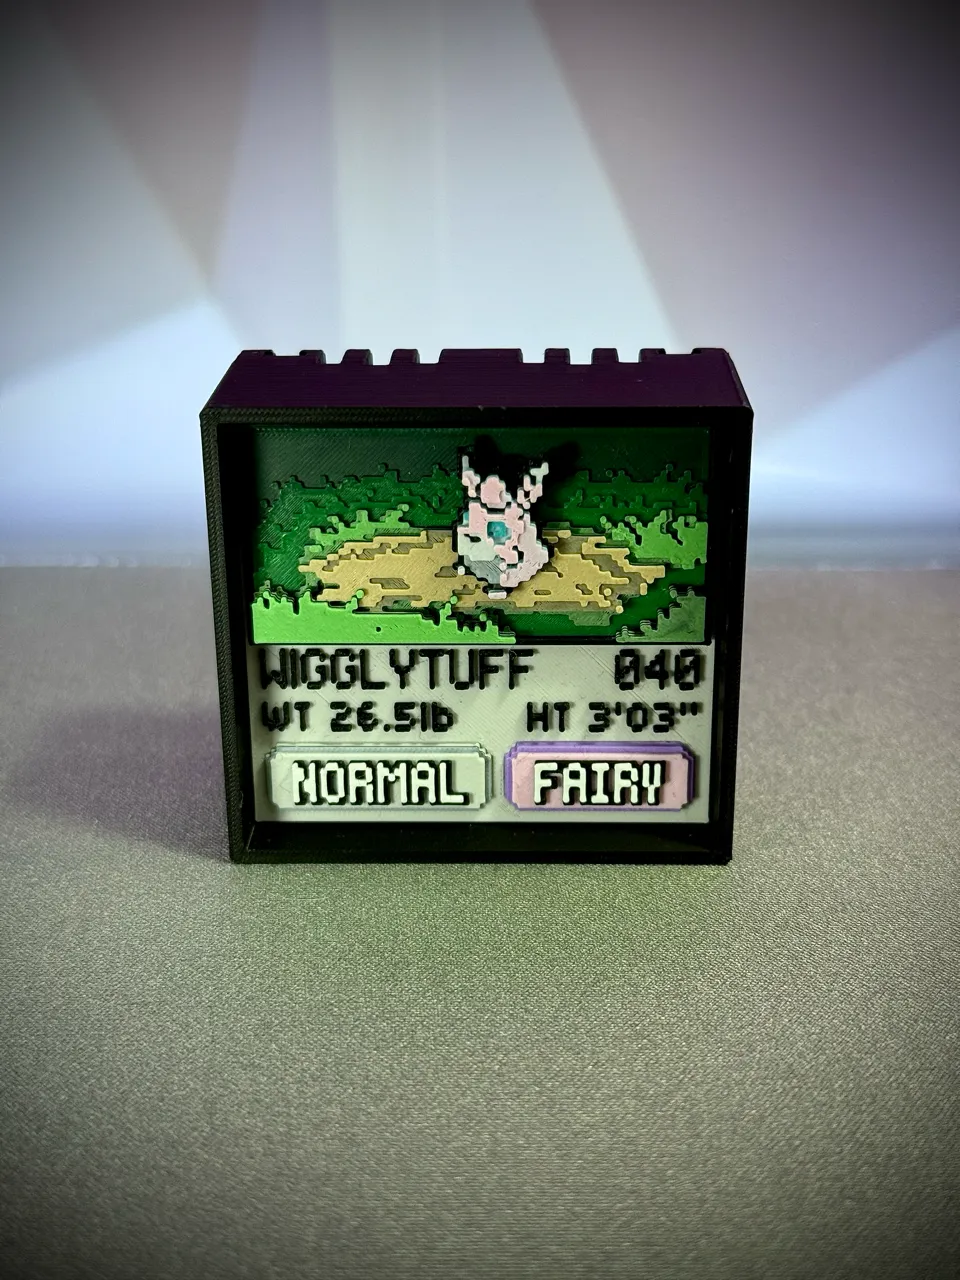 WIGGLYTUFF 040
WT 26.5lb HT 3'03"
NORMAL FAIRY